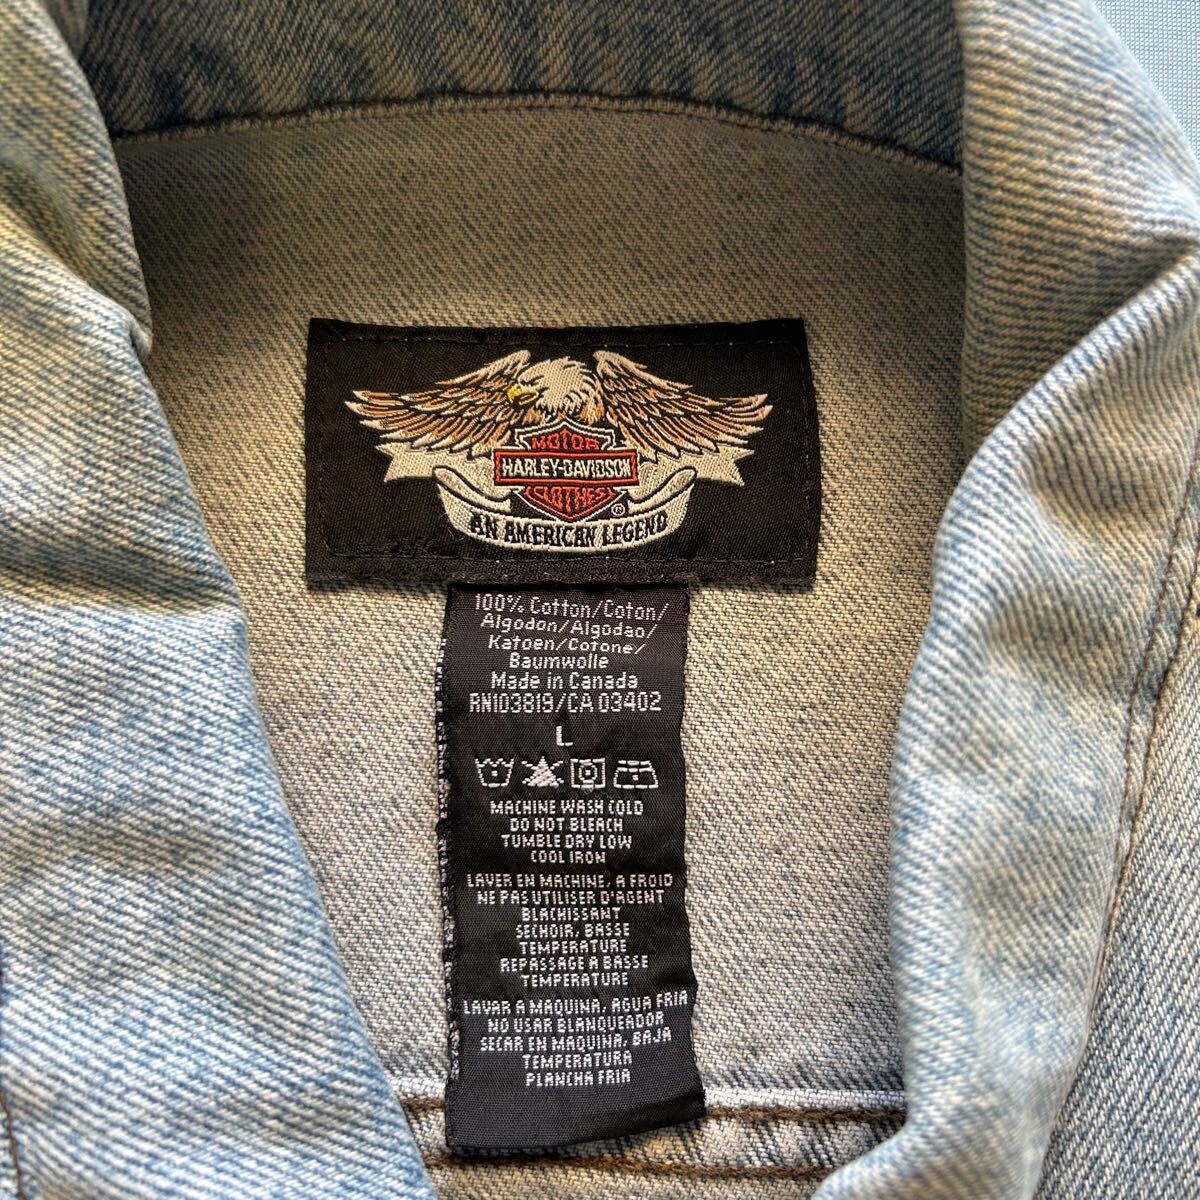 MOTOR
HARLEY-DAVIDSON
CLOTHES
®
AN AMERICAN LEGEND
100% Cotton/Coton/
Algodon/Algodao/
Katoen/Cotone/
Baumwolle
Made in Canada
RN103819/CA 03402
L
MACHINE WASH COLD
DO NOT BLEACH
TUMBLE DRY LOW
COOL IRON
LAVER EN MACHINE, A FROID
NE PAS UTILISER D'AGENT
BLACHISSANT
SECHOIR, BASSE
TEMPERATURE
REPASSAGE A BASSE
TEMPERATURE
LAVAR A MAQUINA, AGUA FRIA
NO USAR BLANQUEADOR
SECAR EN MAQUINA, BAJA
TEMPERATURA
PLANCHA FRIA